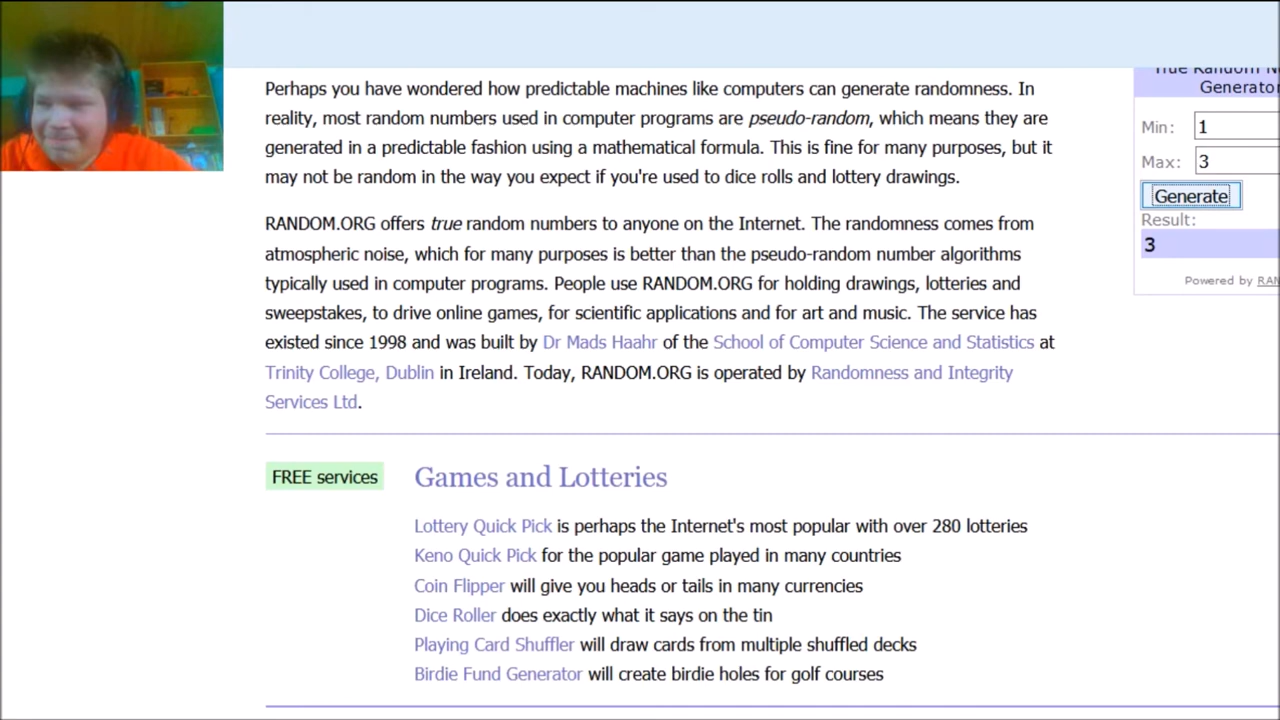 Perhaps you have wondered how predictable machines like computers can generate randomness. In
reality, most random numbers used in computer programs are pseudo-random, which means they are
generated in a predictable fashion using a mathematical formula. This is fine for many purposes, but it
may not be random in the way you expect if you're used to dice rolls and lottery drawings.
RANDOM.ORG offers true random numbers to anyone on the Internet. The randomness comes from
atmospheric noise, which for many purposes is better than the pseudo-random number algorithms
typically used in computer programs. People use RANDOM.ORG for holding drawings, lotteries and
sweepstakes, to drive online games, for scientific applications and for art and music. The service has
existed since 1998 and was built by Dr Mads Haahr of the School of Computer Science and Statistics at
Trinity College, Dublin in Ireland. Today, RANDOM.ORG is operated by Randomness and Integrity
Services Ltd.
True Random N
Generator
Min: 1
Max: 3
Generate
Result:
3
Powered by RAN
FREE services
Games and Lotteries
Lottery Quick Pick is perhaps the Internet's most popular with over 280 lotteries
Keno Quick Pick for the popular game played in many countries
Coin Flipper will give you heads or tails in many currencies
Dice Roller does exactly what it says on the tin
Playing Card Shuffler will draw cards from multiple shuffled decks
Birdie Fund Generator will create birdie holes for golf courses